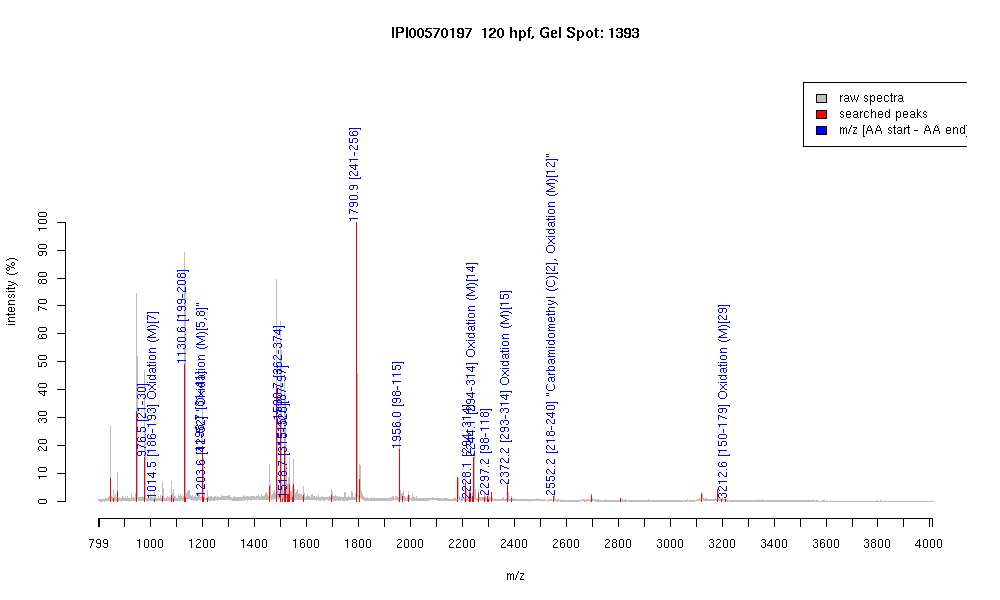 IPI00570197  120 hpf, Gel Spot: 1393
raw spectra
searched peaks
m/z [AA start - AA end]
intensity (%)
100
90
80
70
60
50
40
30
20
10
0
976.5 [21-30]
1014.5 [186-193] Oxidation (M)[7]
1130.6 [199-208]
1790.9 [241-256]
1956.0 [98-115]
2297.2 [98-118]
2372.2 [293-314] Oxidation (M)[15]
2552.2 [218-240] "Carbamidomethyl (C)[2], Oxidation (M)[12]"
3212.6 [150-179] Oxidation (M)[29]
799 1000 1200 1400 1600 1800 2000 2200 2400 2600 2800 3000 3200 3400 3600 3800 4000
m/z